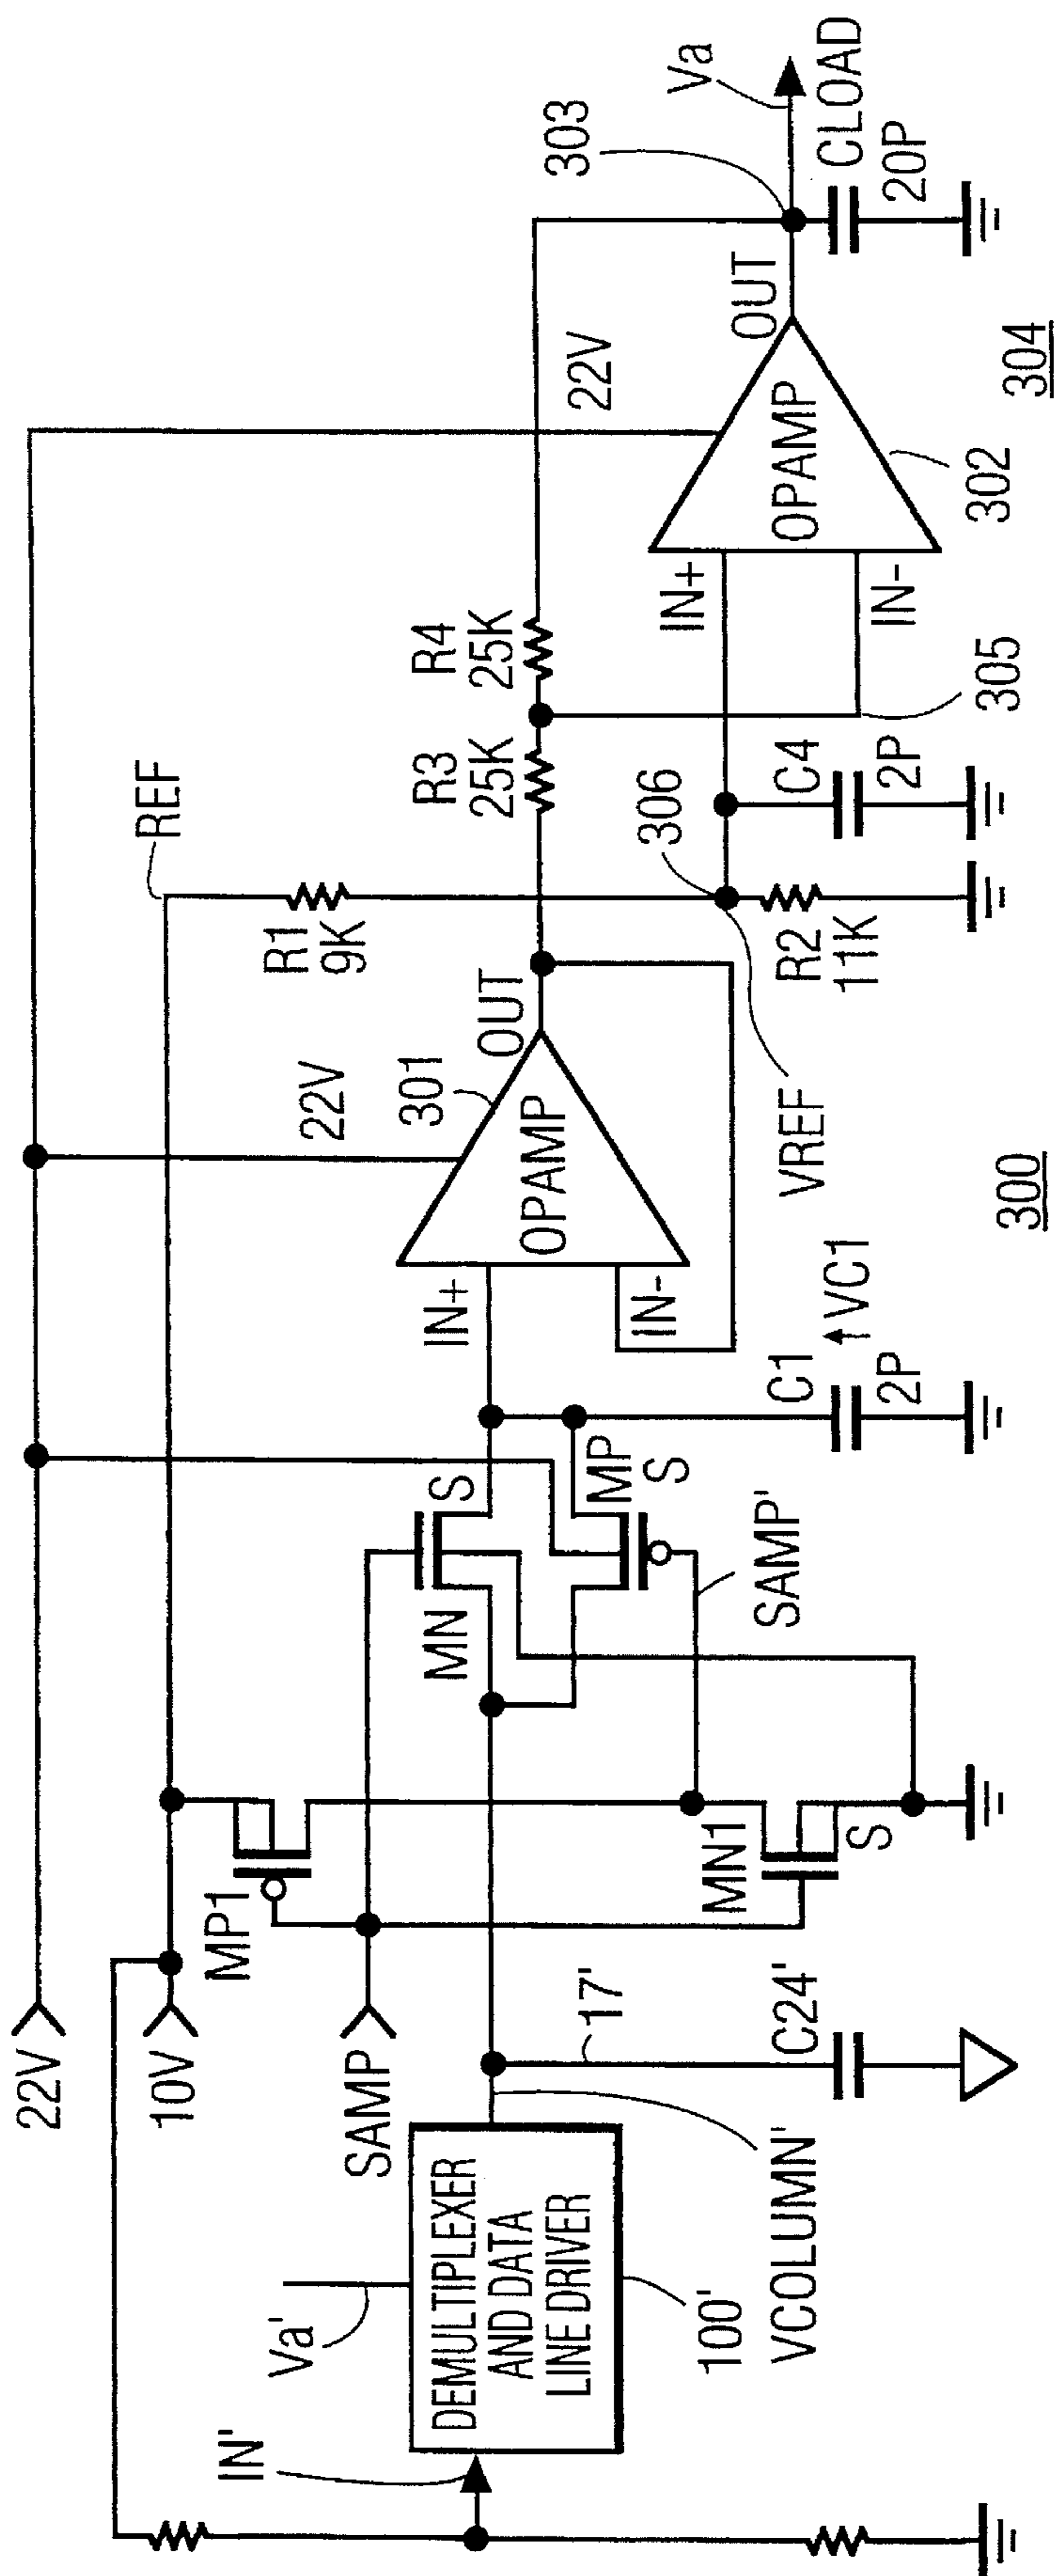 22V
10V
SAMP
IN'
Va'
DEMULTIPLEXER
AND DATA
LINE DRIVER
100'
VCOLUMN'
17'
C24'
MP1
MN1
S
MN
S
MP
S
SAMP'
C1
2P
VC1
IN+
IN-
OPAMP
OUT
301
22V
300
REF
R1
9K
VREF
R2
11K
306
C4
2P
R3
25K
R4
25K
305
IN+
IN-
OPAMP
OUT
302
22V
304
303
Va
CLOAD
20P